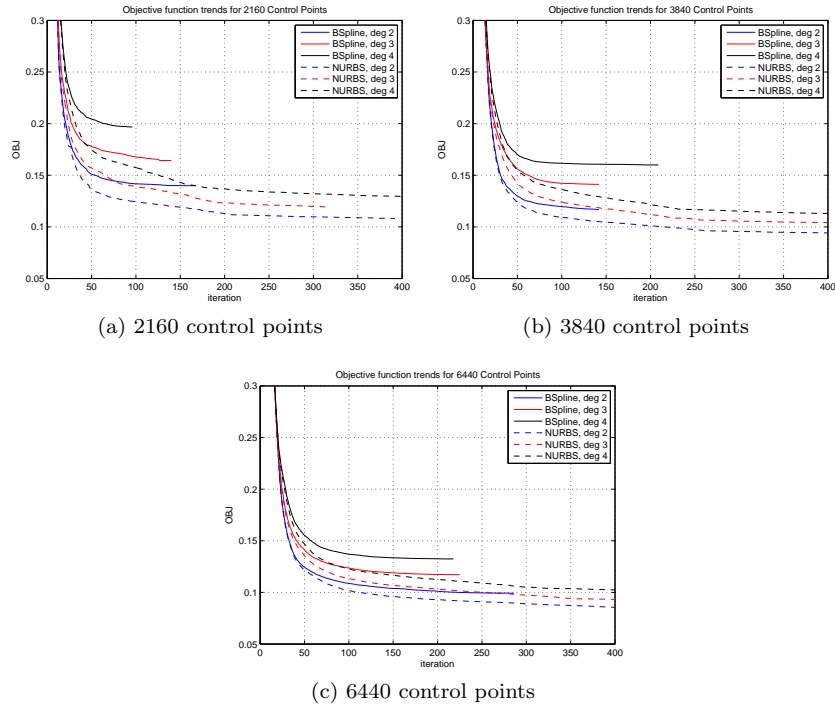 Objective function trends for 2160 Control Points
0.3
0.25
0.2
0.15
0.1
0.05
OBJ
0 50 100 150 200 250 300 350 400
iteration
BSpline, deg 2
BSpline, deg 3
BSpline, deg 4
NURBS, deg 2
NURBS, deg 3
NURBS, deg 4
(a) 2160 control points
Objective function trends for 3840 Control Points
0.3
0.25
0.2
0.15
0.1
0.05
OBJ
0 50 100 150 200 250 300 350 400
iteration
BSpline, deg 2
BSpline, deg 3
BSpline, deg 4
NURBS, deg 2
NURBS, deg 3
NURBS, deg 4
(b) 3840 control points
Objective function trends for 6440 Control Points
0.3
0.25
0.2
0.15
0.1
0.05
OBJ
0 50 100 150 200 250 300 350 400
iteration
BSpline, deg 2
BSpline, deg 3
BSpline, deg 4
NURBS, deg 2
NURBS, deg 3
NURBS, deg 4
(c) 6440 control points